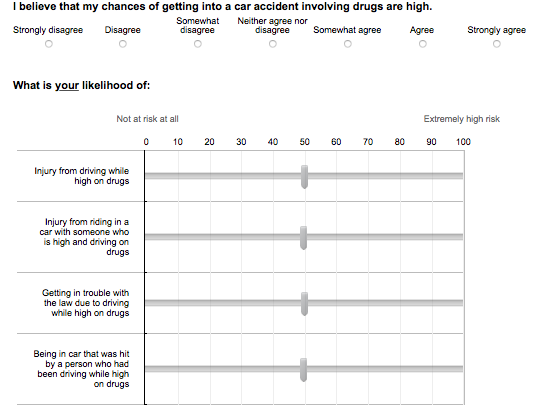 I believe that my chances of getting into a car accident involving drugs are high.
Strongly disagree Disagree Somewhat disagree Neither agree nor disagree Somewhat agree Agree Strongly agree
What is your likelihood of:
Not at risk at all Extremely high risk
0 10 20 30 40 50 60 70 80 90 100
Injury from driving while
high on drugs
Injury from riding in a
car with someone who
is high and driving on
drugs
Getting in trouble with
the law due to driving
while high on drugs
Being in car that was hit
by a person who had
been driving while high
on drugs